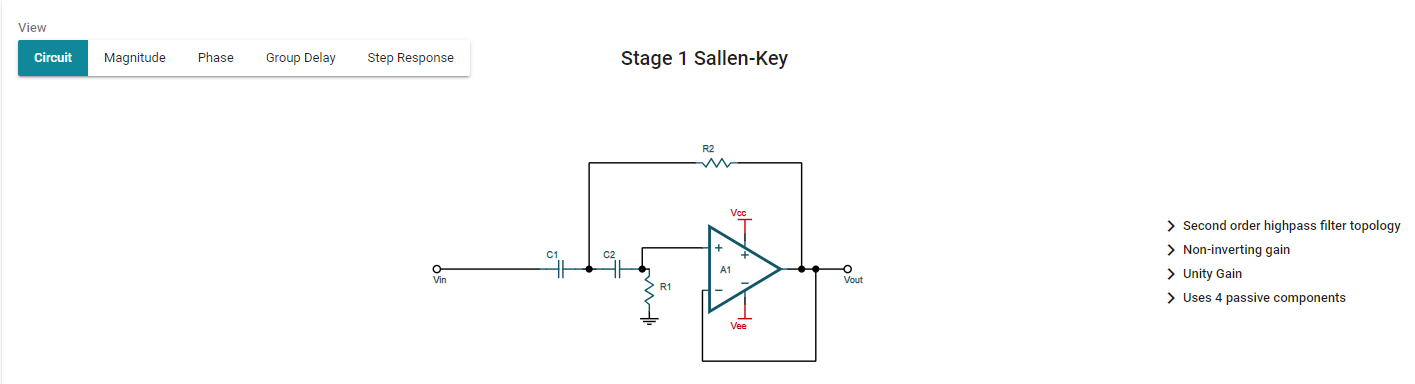 View
Circuit Magnitude Phase Group Delay Step Response
Stage 1 Sallen-Key
R2
Vcc
C1 C2
+ +
A1
Vin
R1
−
−
Vout
Vee
Second order highpass filter topology
Non-inverting gain
Unity Gain
Uses 4 passive components